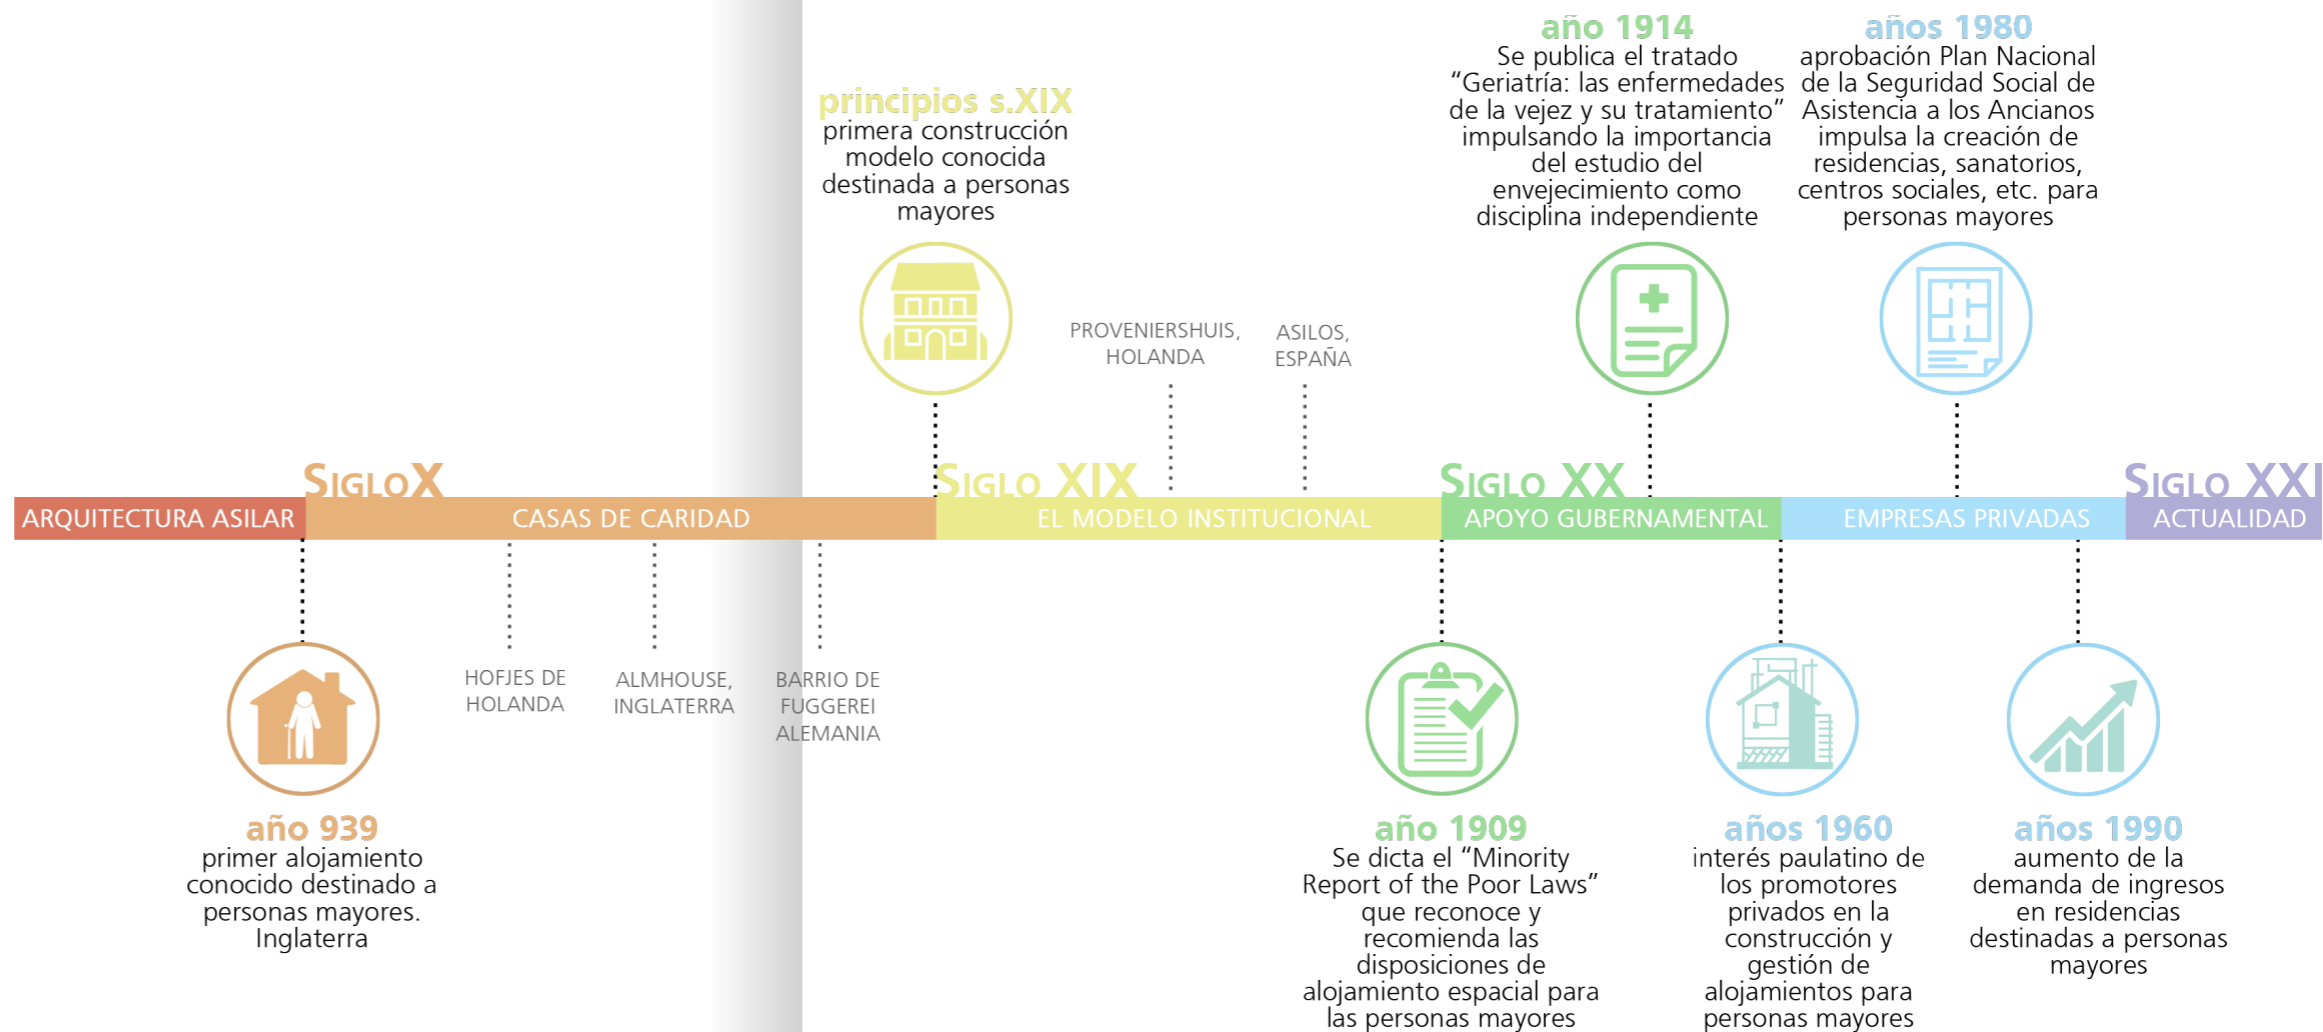 año 1914
Se publica el tratado
“Geriatría: las enfermedades
de la vejez y su tratamiento”
impulsando la importancia
del estudio del
envejecimiento como
disciplina independiente
años 1980
aprobación Plan Nacional
de la Seguridad Social de
Asistencia a los Ancianos
impulsa la creación de
residencias, sanatorios,
centros sociales, etc. para
personas mayores
principios s.XIX
primera construcción
modelo conocida
destinada a personas
mayores
PROVENIERSHUIS,
HOLANDA
ASILOS,
ESPAÑA
SIGLO X
SIGLO XIX
SIGLO XX
SIGLO XXI
ARQUITECTURA ASILAR
CASAS DE CARIDAD
EL MODELO INSTITUCIONAL
APOYO GUBERNAMENTAL
EMPRESAS PRIVADAS
ACTUALIDAD
HOFJES DE
HOLANDA
ALMHOUSE,
INGLATERRA
BARRIO DE
FUGGEREI
ALEMANIA
año 939
primer alojamiento
conocido destinado a
personas mayores.
Inglaterra
año 1909
Se dicta el “Minority
Report of the Poor Laws”
que reconoce y
recomienda las
disposiciones de
alojamiento espacial para
las personas mayores
años 1960
interés paulatino de
los promotores
privados en la
construcción y
gestión de
alojamientos para
personas mayores
años 1990
aumento de la
demanda de ingresos
en residencias
destinadas a personas
mayores